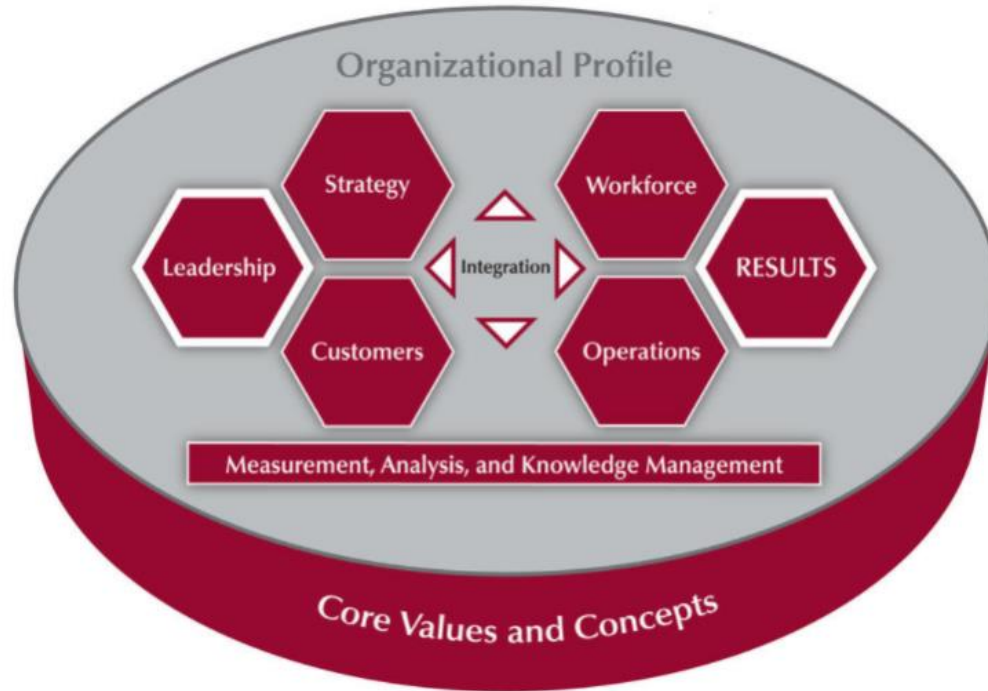 Organizational Profile
Strategy
Workforce
Leadership
Integration
RESULTS
Customers
Operations
Measurement, Analysis, and Knowledge Management
Core Values and Concepts